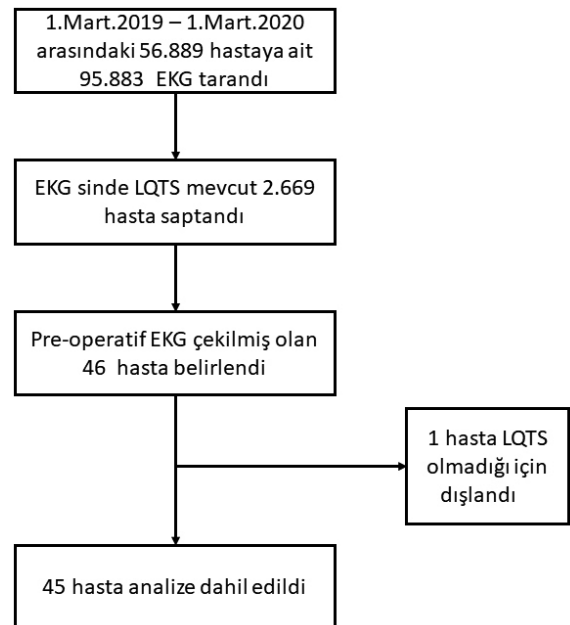 1.Mart.2019 – 1.Mart.2020
arasındaki 56.889 hastaya ait
95.883 EKG tarandı
EKG sinde LQTS mevcut 2.669
hasta saptandı
Pre-operatif EKG çekilmiş olan
46 hasta belirlendi
1 hasta LQTS
olmadığı için
dışlandı
45 hasta analize dahil edildi